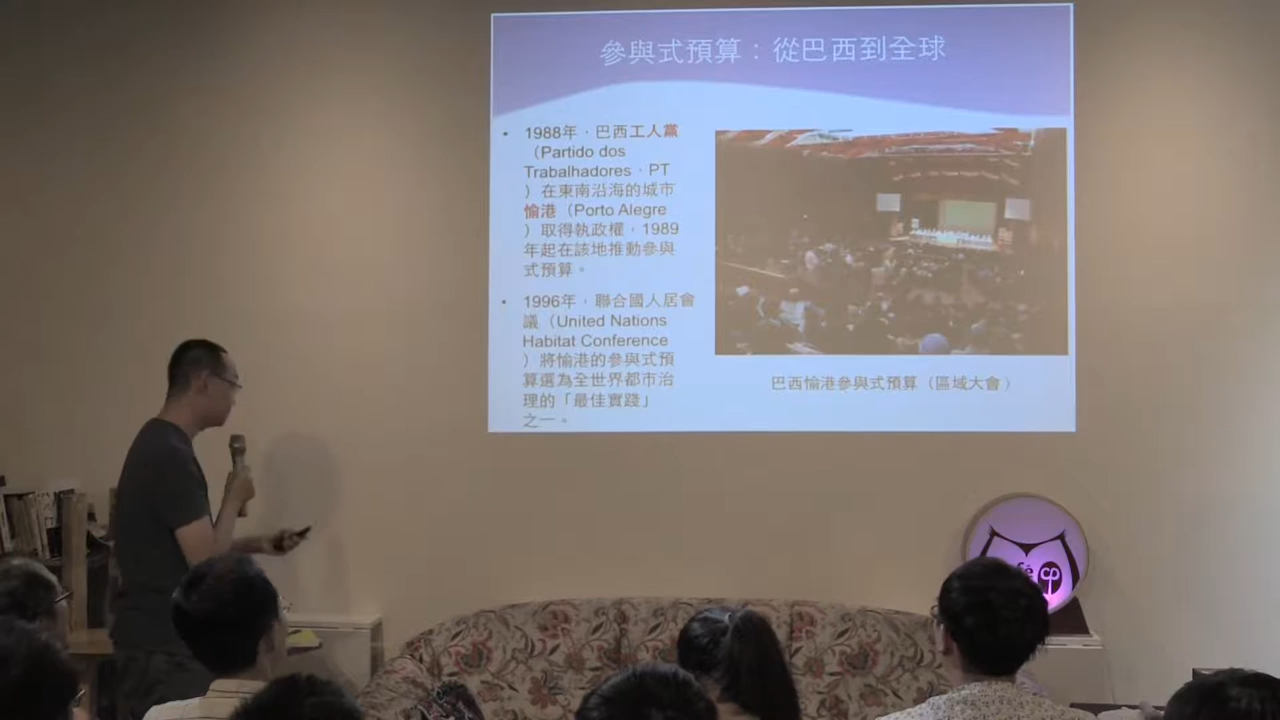 參與式預算：從巴西到全球
• 1988年，巴西工人黨
（Partido dos
Trabalhadores，PT
）在東南沿海的城市
愉港（Porto Alegre
）取得執政權，1989
年起在該地推動參與
式預算。
• 1996年，聯合國人居會
議（United Nations
Habitat Conference
）將愉港的參與式預
算選為全世界都市治
理的「最佳實踐」
之一。
巴西愉港參與式預算（區域大會）